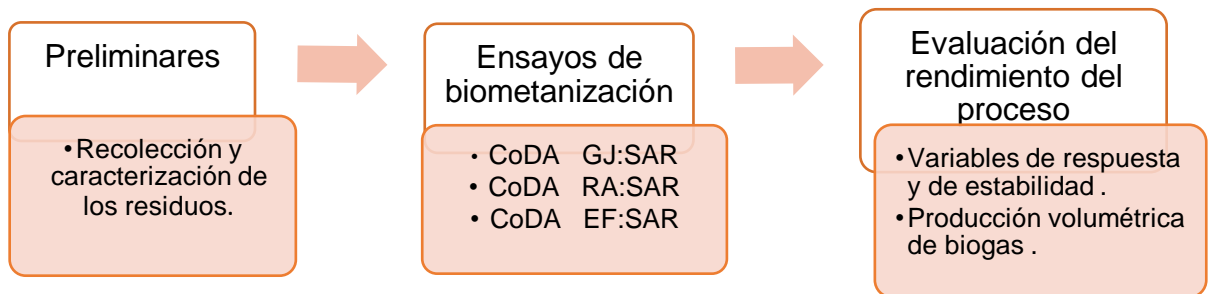 Preliminares
• Recolección y
caracterización de
los residuos.
Ensayos de
biometanización
• CoDA GJ:SAR
• CoDA RA:SAR
• CoDA EF:SAR
Evaluación del
rendimiento del
proceso
• Variables de respuesta
y de estabilidad .
• Producción volumétrica
de biogas .